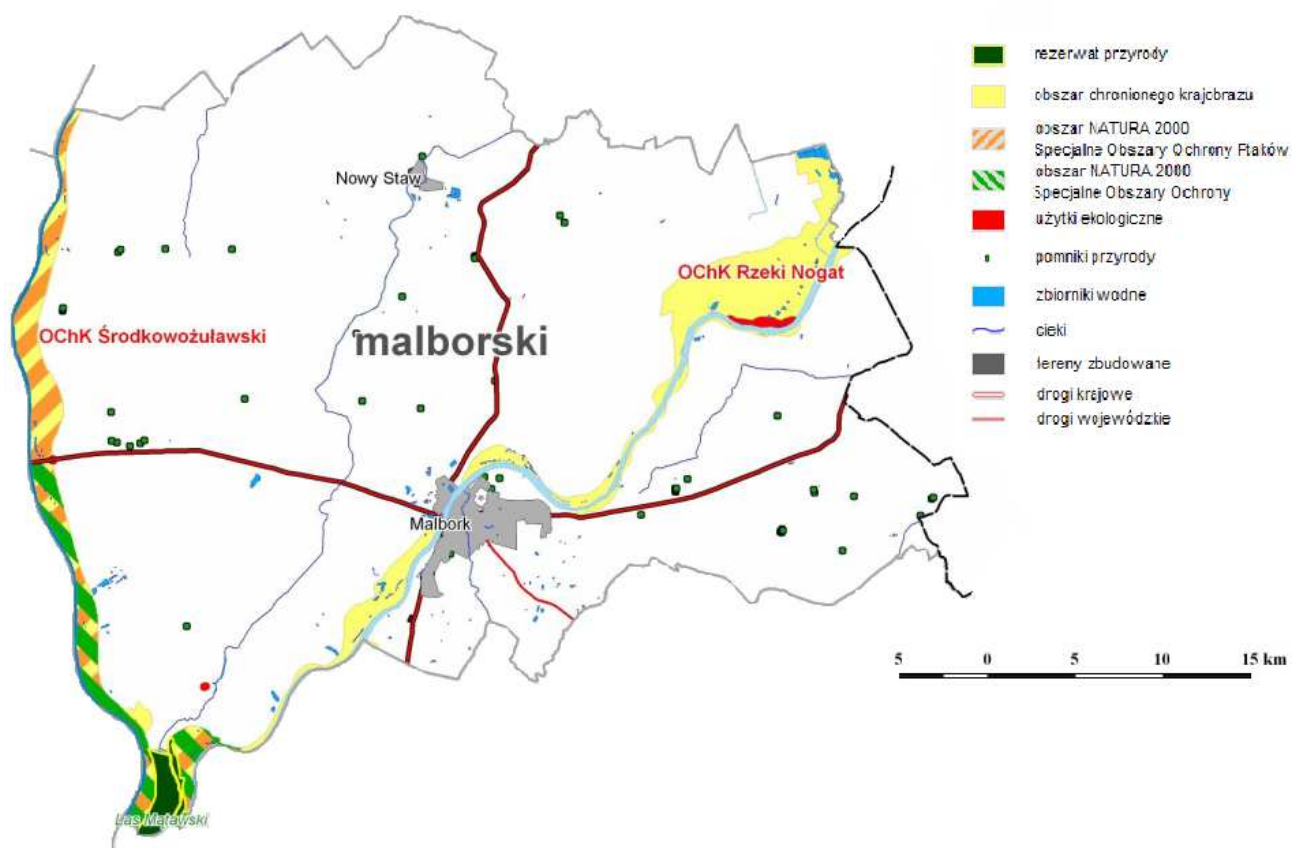 rezerwat przyrody
obszar chronionego krajobrazu
obszar NATURA 2000
Specjalne Obszary Ochrony Ptaków
obszar NATURA 2000
Specjalne Obszary Ochrony
użytki ekologiczne
pomniki przyrody
zbiorniki wodne
cieki
tereny zbudowane
drogi krajowe
drogi wojewódzkie
Nowy Staw
OChK Rzeki Nogat
OChK Środkowożuławski
malborski
Malbork
5 0 5 10 15 km
Las Mątawski